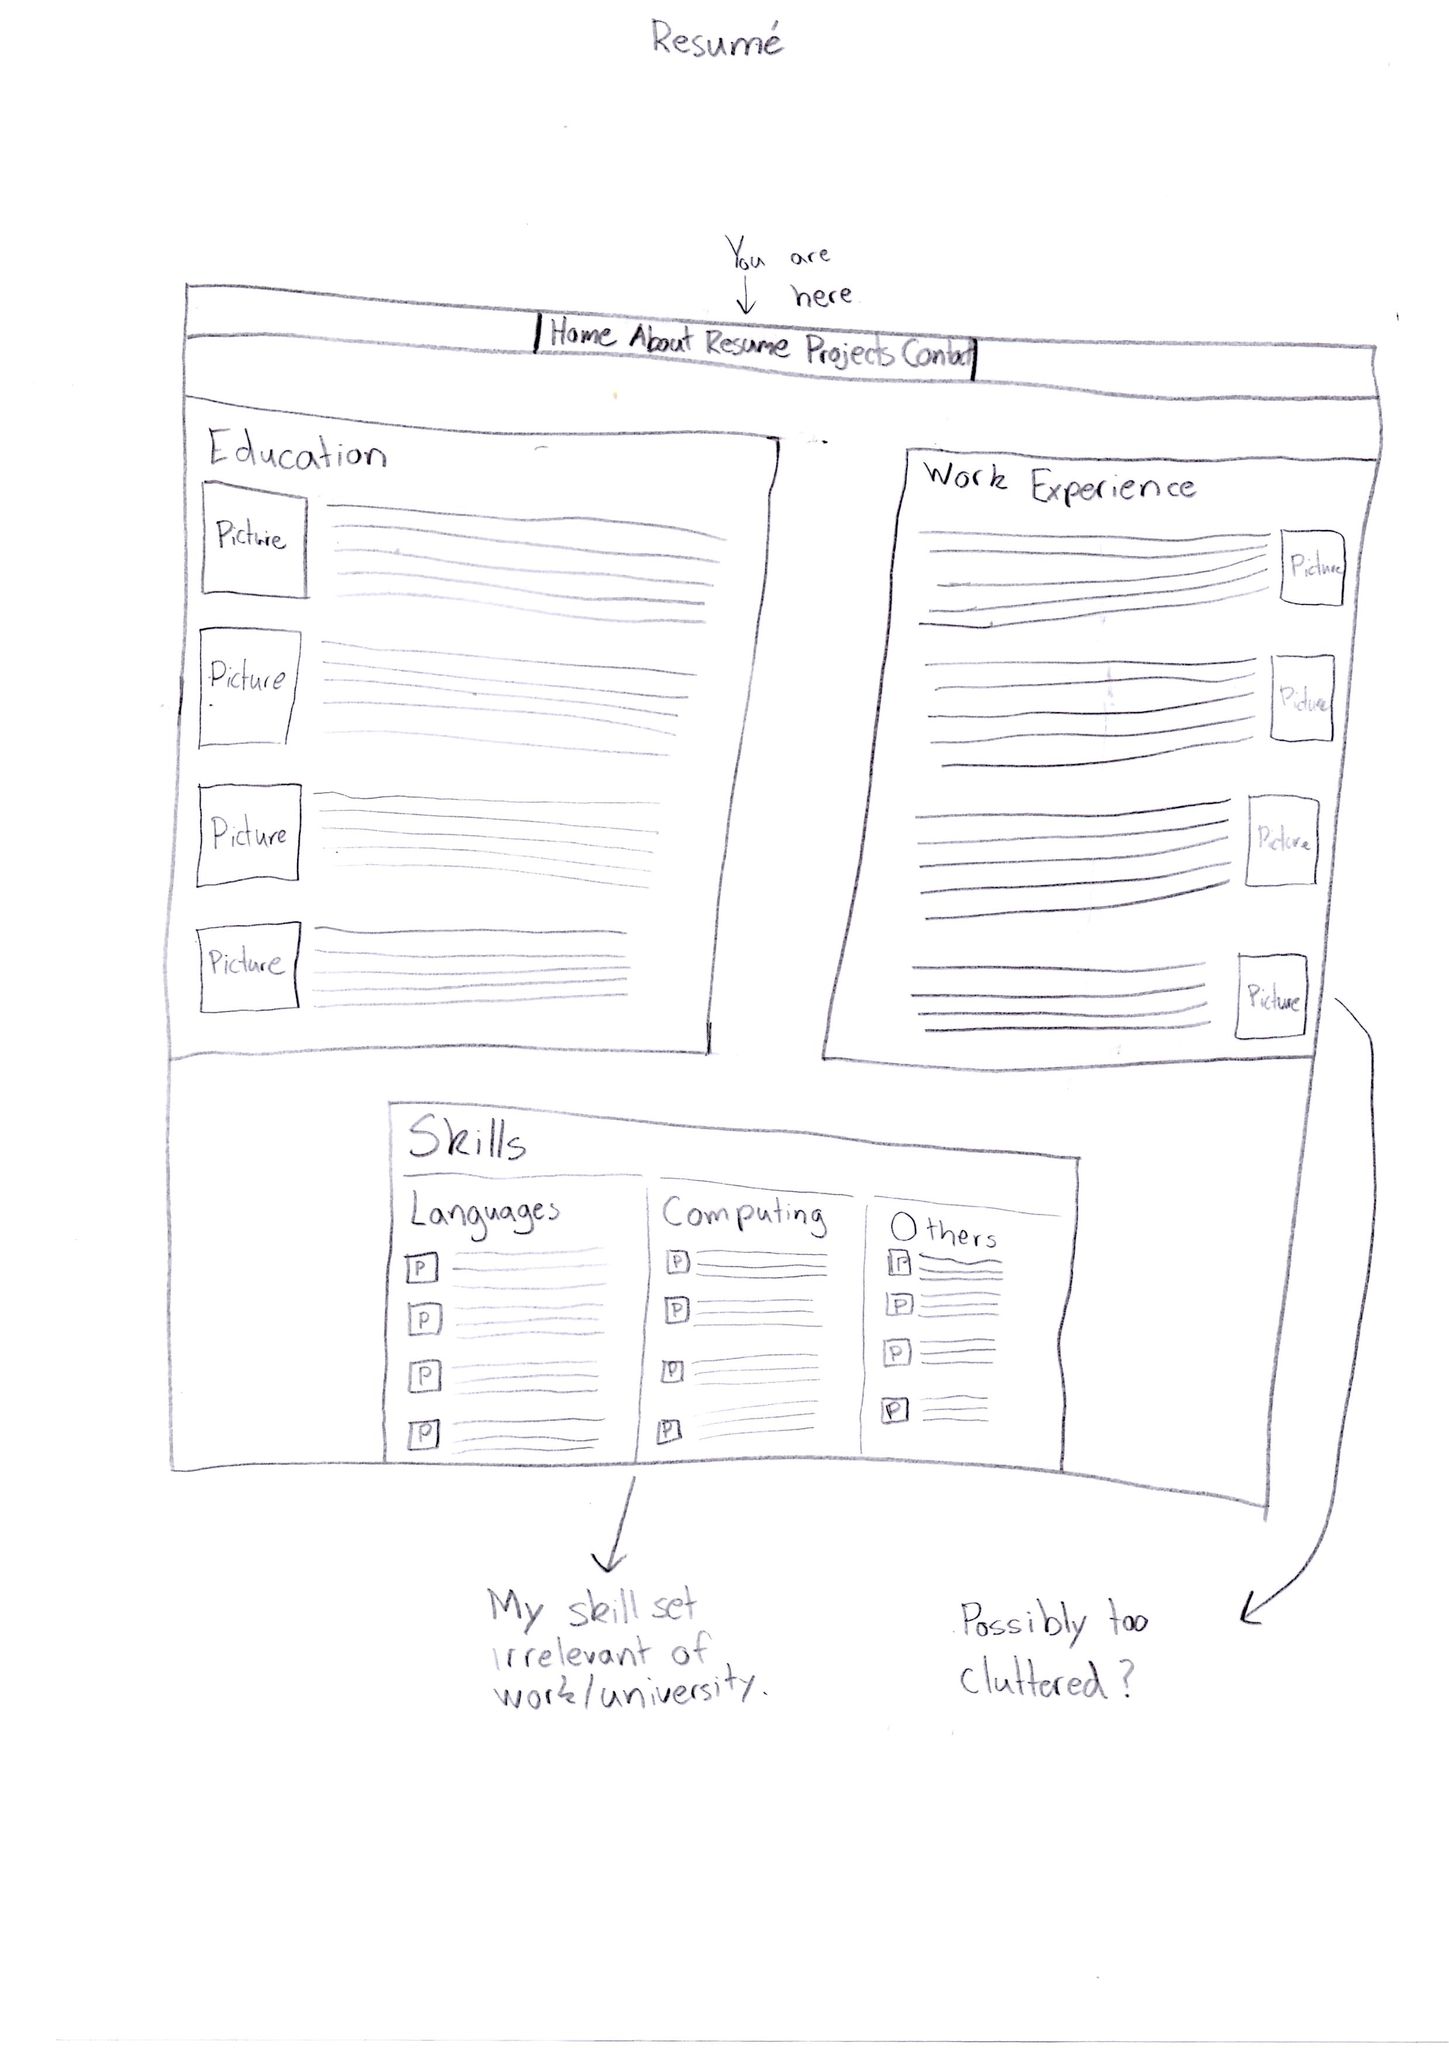 Resumé
You are
here
Home About Resume Projects Contact
Education
Picture
Picture
Picture
Picture
Work Experience
Picture
Picture
Picture
Picture
Skills
Languages
P
P
P
P
Computing
P
P
P
P
Others
P
P
P
P
My skill set
irrelevant of
work/university.
Possibly too
cluttered?